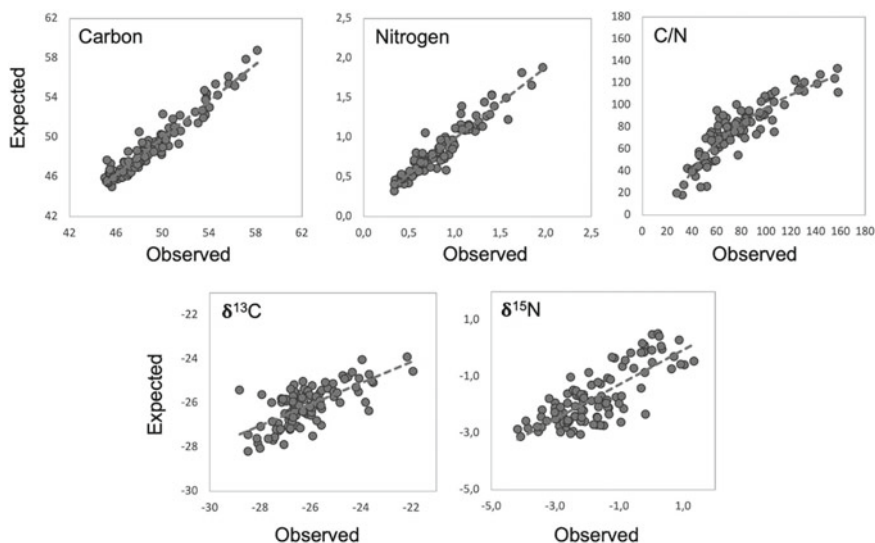 Carbon
Expected
62
58
54
50
46
42
42 46 50 54 58 62
Observed
Nitrogen
2,5
2,0
1,5
1,0
0,5
0,0
0,0 0,5 1,0 1,5 2,0 2,5
Observed
C/N
180
160
140
120
100
80
60
40
20
0
0 20 40 60 80 100 120 140 160 180
Observed
δ¹³C
Expected
-22
-24
-26
-28
-30
-30 -28 -26 -24 -22
Observed
δ¹⁵N
1,0
-1,0
-3,0
-5,0
-5,0 -3,0 -1,0 1,0
Observed